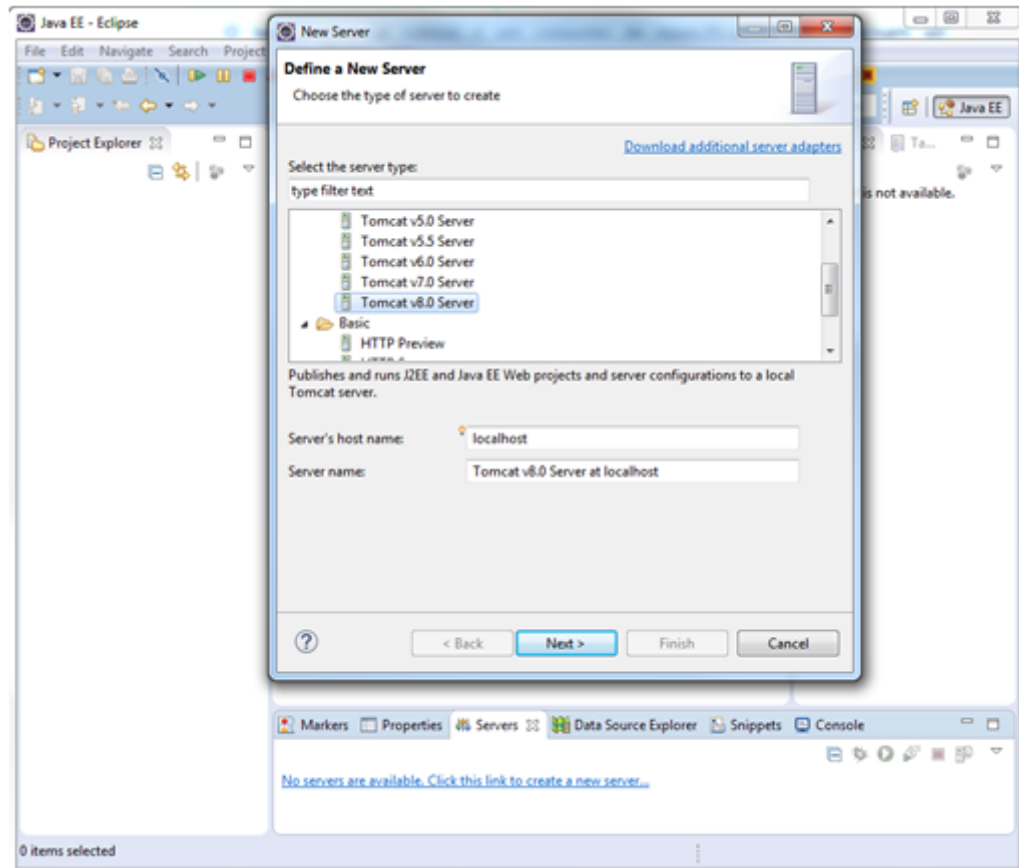 Java EE - Eclipse
File Edit Navigate Search Project
Java EE
Project Explorer
Ta...
is not available.
New Server
Define a New Server
Choose the type of server to create
Download additional server adapters
Select the server type:
type filter text
Tomcat v5.0 Server
Tomcat v5.5 Server
Tomcat v6.0 Server
Tomcat v7.0 Server
Tomcat v8.0 Server
Basic
HTTP Preview
Publishes and runs J2EE and Java EE Web projects and server configurations to a local
Tomcat server.
Server's host name: localhost
Server name: Tomcat v8.0 Server at localhost
< Back Next > Finish Cancel
Markers Properties Servers Data Source Explorer Snippets Console
No servers are available. Click this link to create a new server...
0 items selected